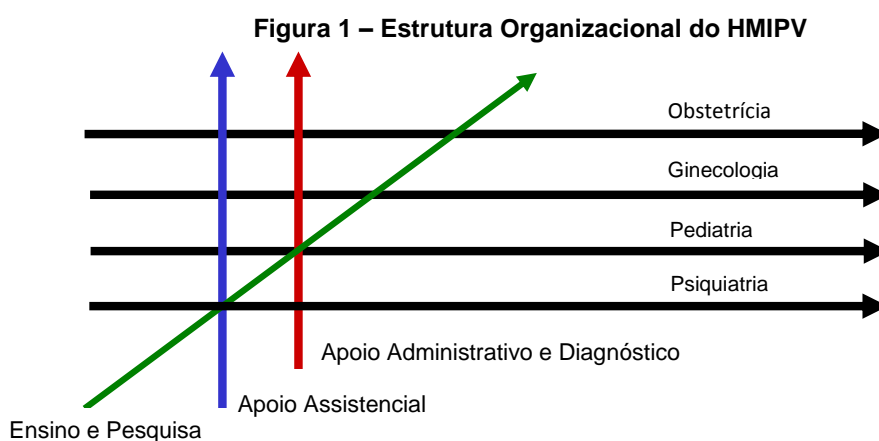 Figura 1 – Estrutura Organizacional do HMIPV
Obstetrícia
Ginecologia
Pediatria
Psiquiatria
Apoio Administrativo e Diagnóstico
Apoio Assistencial
Ensino e Pesquisa